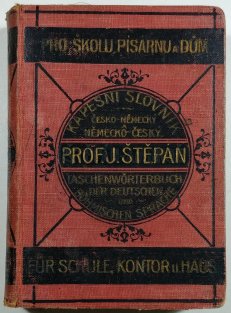 PRO ŠKOLU, PÍSÁRNU A DŮM
KAPESNÍ SLOVNÍK
ČESKO-NĚMECKÝ
NĚMECKO-ČESKÝ
PROF. J. ŠTĚPÁN
TASCHENWÖRTERBUCH
DER DEUTSCHEN
UND
BÖHMISCHEN SPRACHE
FÜR SCHULE, KONTOR u HAUS